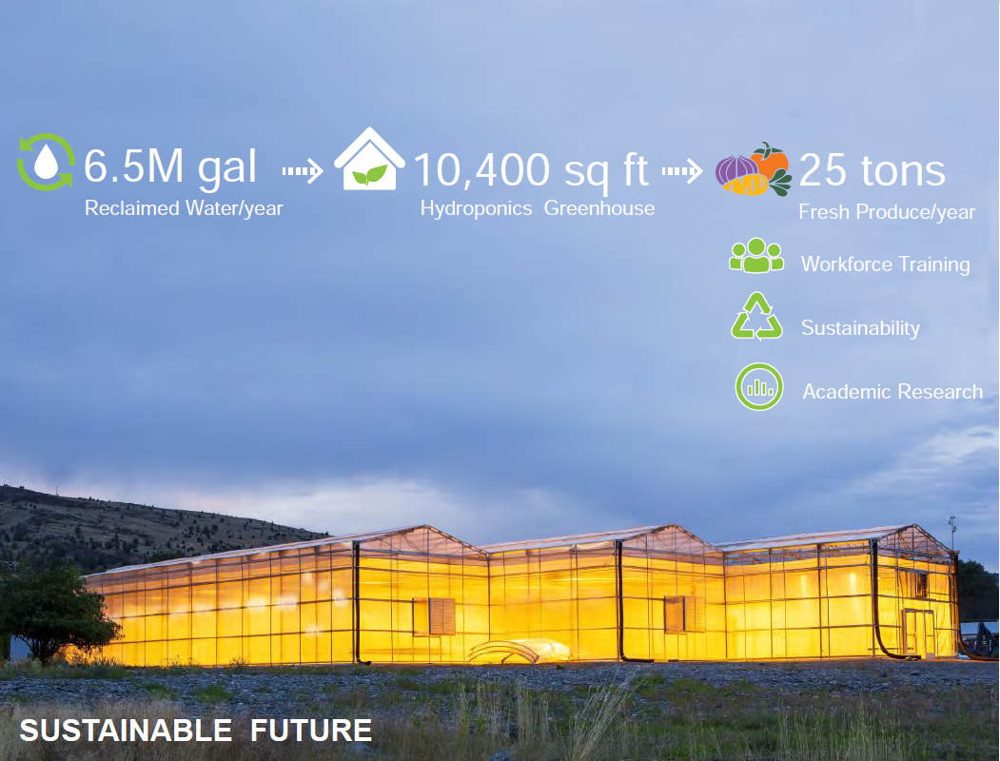 6.5M gal
Reclaimed Water/year
10,400 sq ft
Hydroponics Greenhouse
25 tons
Fresh Produce/year
Workforce Training
Sustainability
Academic Research
SUSTAINABLE FUTURE